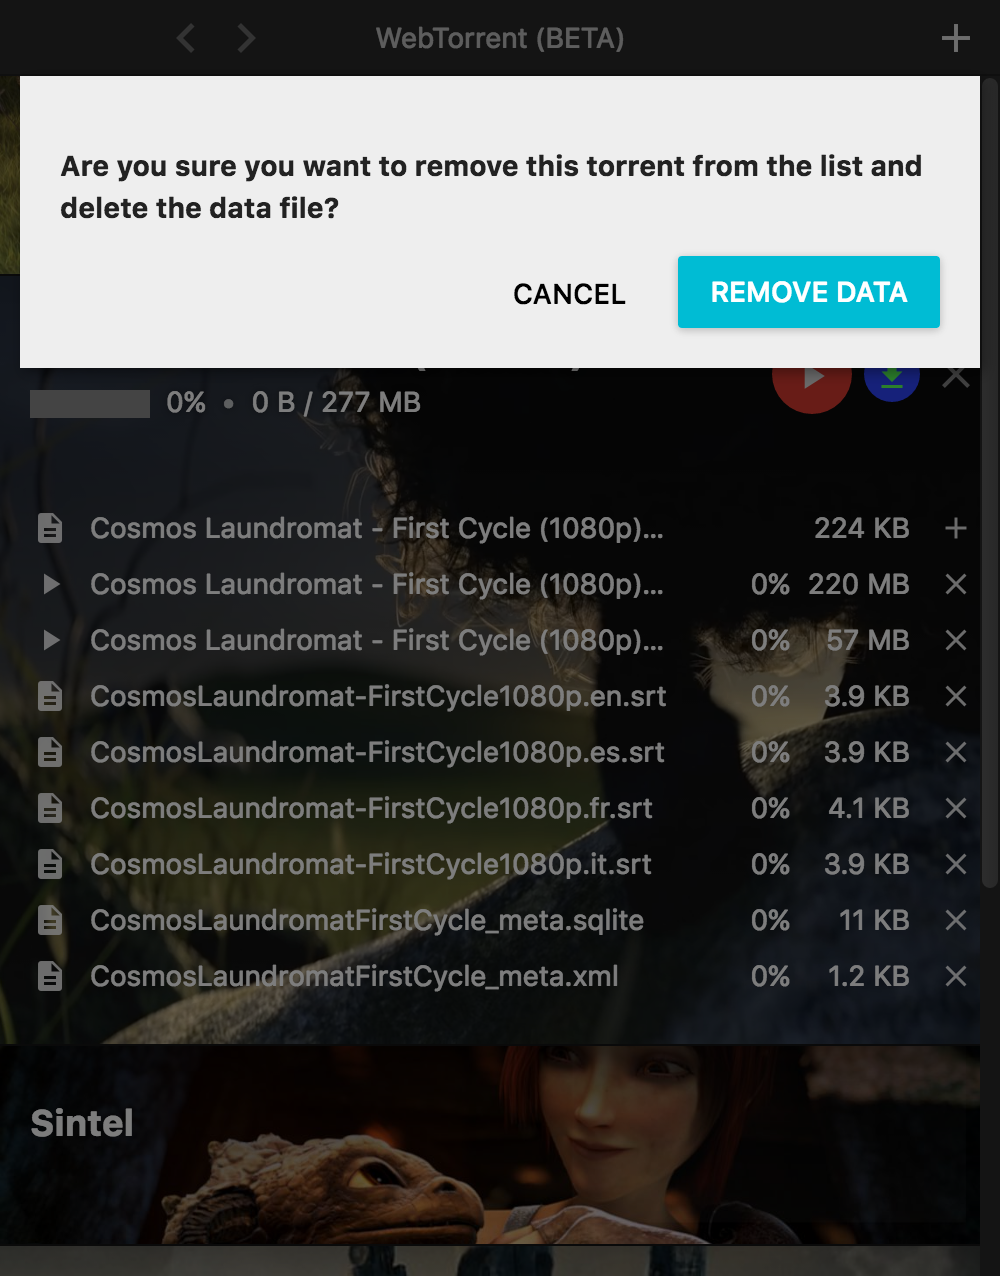 WebTorrent (BETA)
Are you sure you want to remove this torrent from the list and
delete the data file?
CANCEL
REMOVE DATA
0% • 0 B / 277 MB
Cosmos Laundromat - First Cycle (1080p)... 224 KB
Cosmos Laundromat - First Cycle (1080p)... 0% 220 MB
Cosmos Laundromat - First Cycle (1080p)... 0% 57 MB
CosmosLaundromat-FirstCycle1080p.en.srt 0% 3.9 KB
CosmosLaundromat-FirstCycle1080p.es.srt 0% 3.9 KB
CosmosLaundromat-FirstCycle1080p.fr.srt 0% 4.1 KB
CosmosLaundromat-FirstCycle1080p.it.srt 0% 3.9 KB
CosmosLaundromatFirstCycle_meta.sqlite 0% 11 KB
CosmosLaundromatFirstCycle_meta.xml 0% 1.2 KB
Sintel